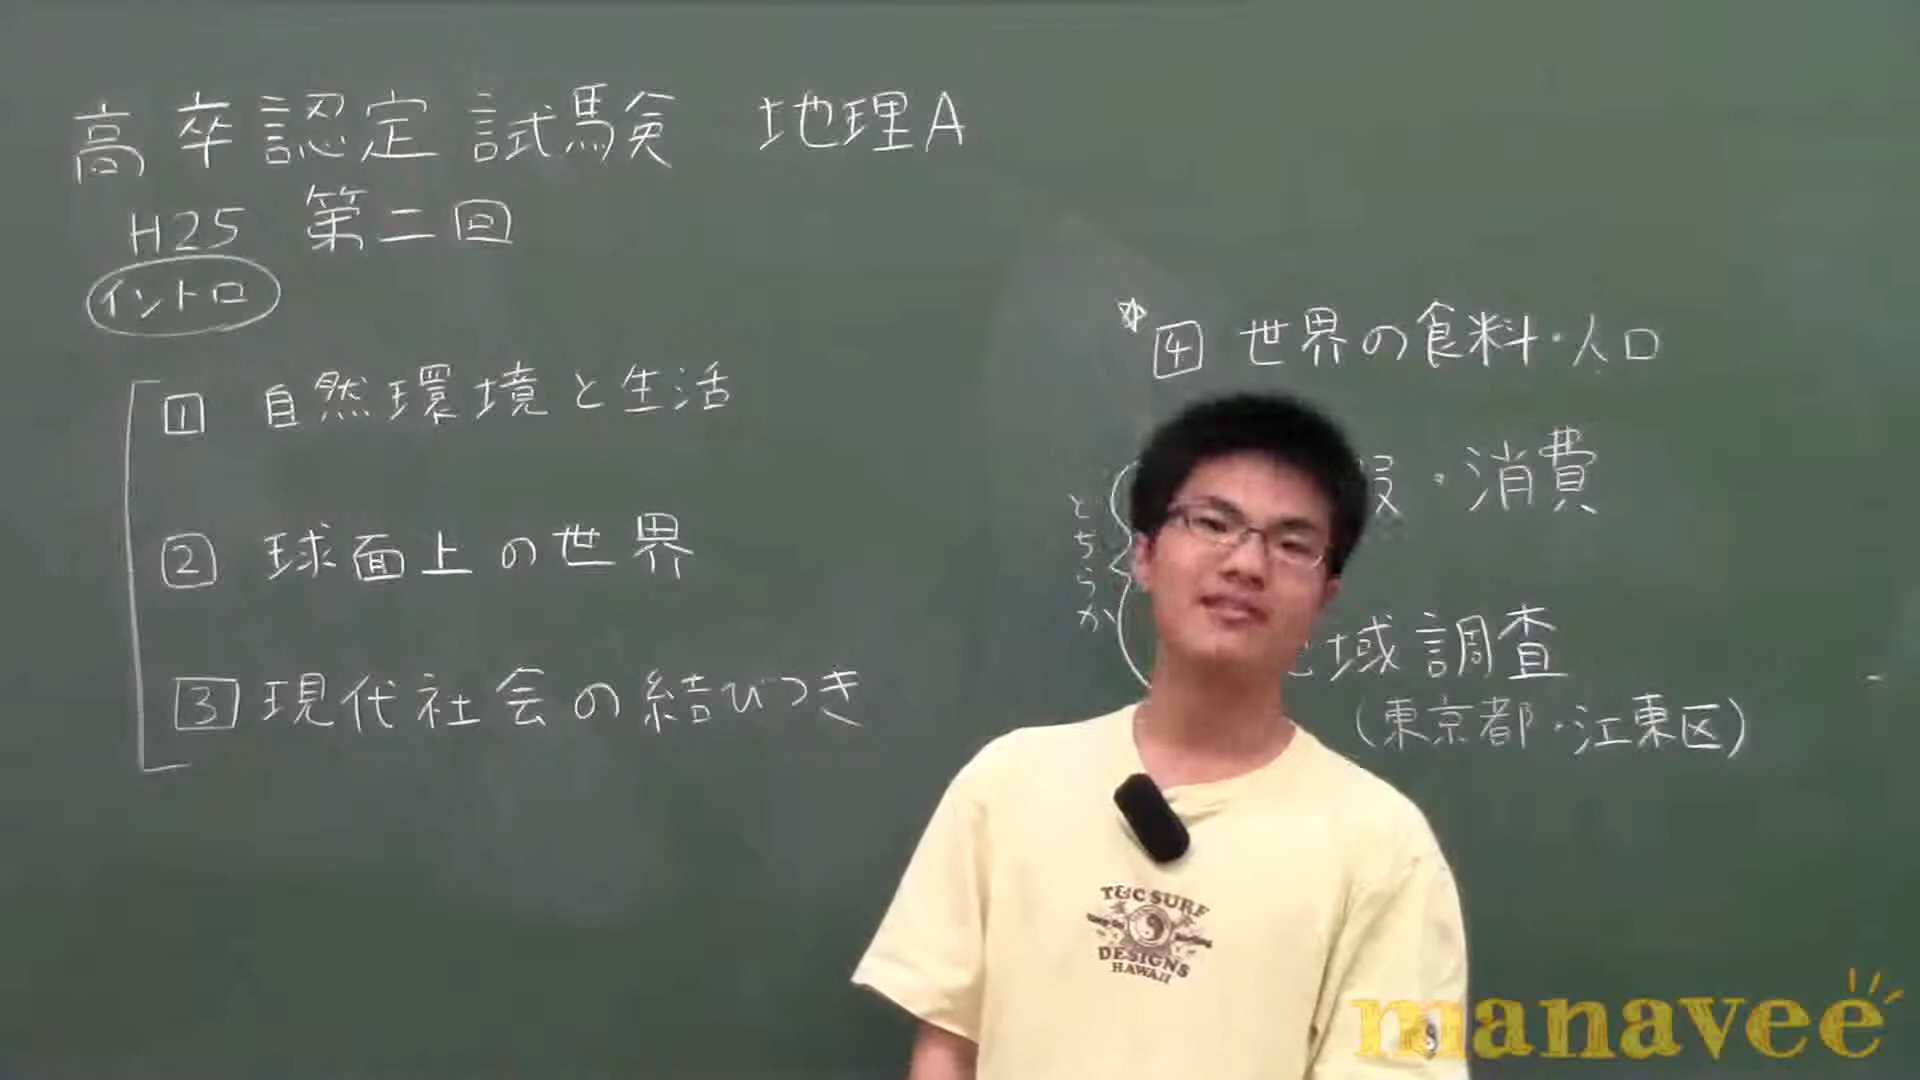 高卒認定試験 地理A
H25 第二回
イントロ
1 自然環境と生活
2 球面上の世界
3 現代社会の結びつき
☆ 4 世界の食料・人口
どちらか
・消費
域調査
(東京都・江東区)
T&C SURF
DESIGNS
HAWAII
manavee